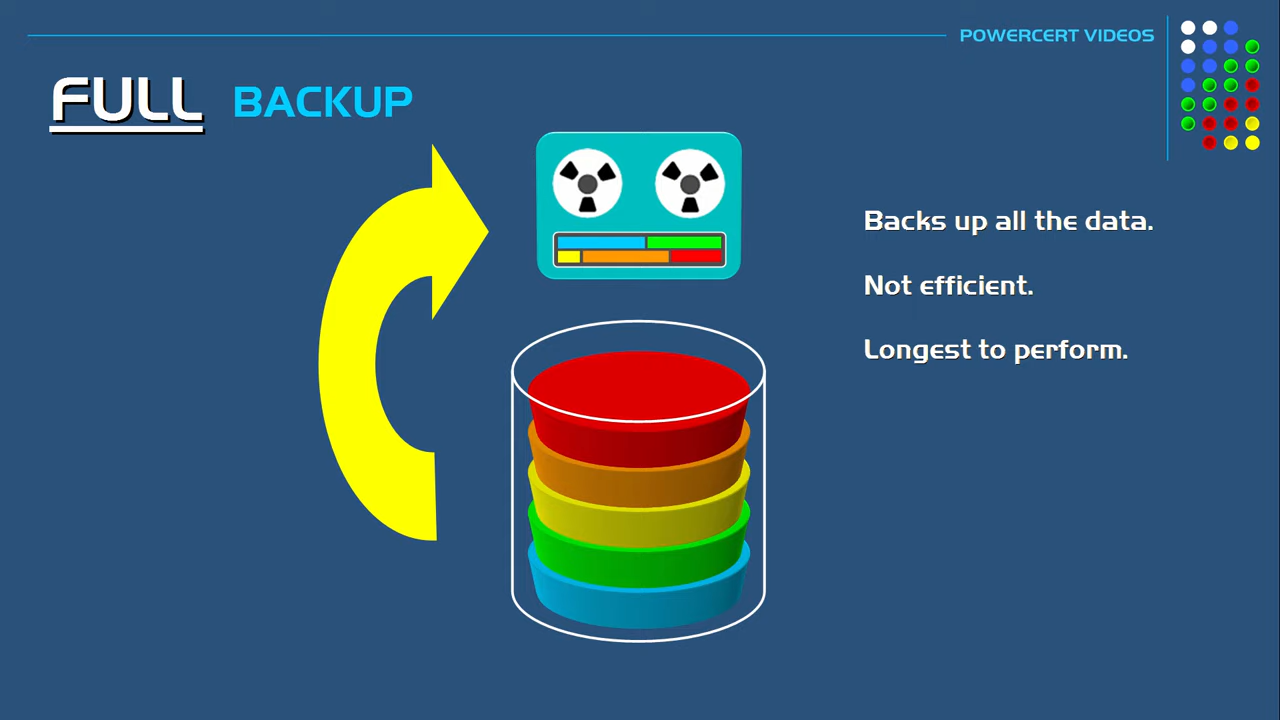 POWERCERT VIDEOS
FULL BACKUP
Backs up all the data.
Not efficient.
Longest to perform.